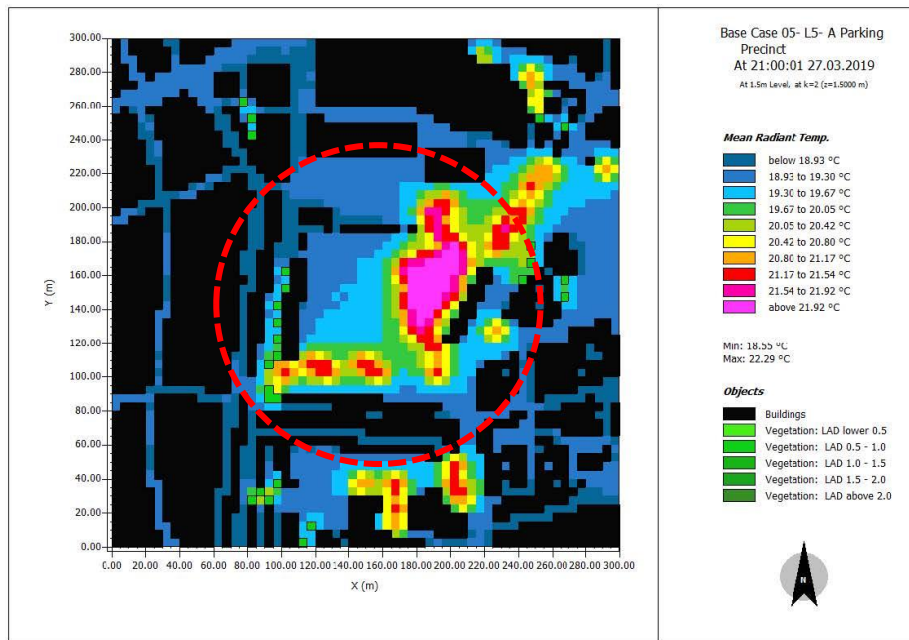 Base Case 05- L5- A Parking
Precinct
At 21:00:01 27.03.2019
At 1.5m Level, at k=2 (z=1.5000 m)
Mean Radiant Temp.
below 18.93 °C
18.93 to 19.30 °C
19.30 to 19.67 °C
19.67 to 20.05 °C
20.05 to 20.42 °C
20.42 to 20.80 °C
20.80 to 21.17 °C
21.17 to 21.54 °C
21.54 to 21.92 °C
above 21.92 °C
Min: 18.55 °C
Max: 22.29 °C
Objects
Buildings
Vegetation: LAD lower 0.5
Vegetation: LAD 0.5 - 1.0
Vegetation: LAD 1.0 - 1.5
Vegetation: LAD 1.5 - 2.0
Vegetation: LAD above 2.0
N
300.00
280.00
260.00
240.00
220.00
200.00
180.00
160.00
140.00
120.00
100.00
80.00
60.00
40.00
20.00
0.00
Y (m)
0.00 20.00 40.00 60.00 80.00 100.00 120.00 140.00 160.00 180.00 200.00 220.00 240.00 260.00 280.00 300.00
X (m)